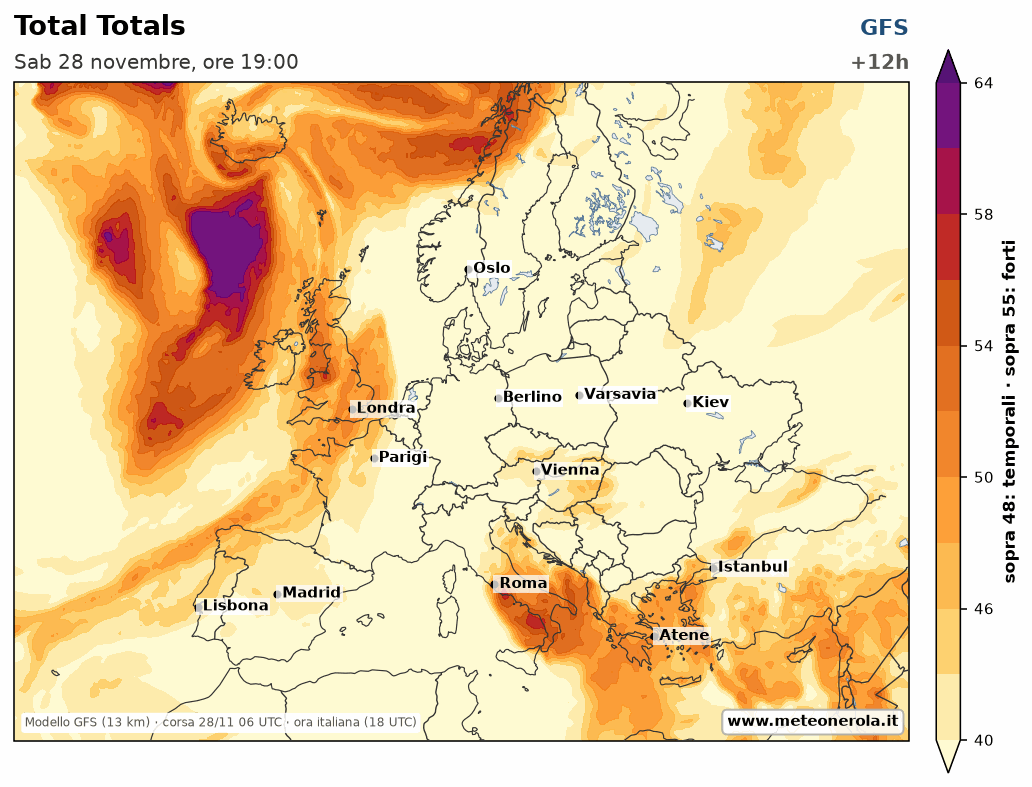 Total Totals
GFS
Sab 28 novembre, ore 19:00
+12h
64
58
54
50
46
40
sopra 48: temporali · sopra 55: forti
Oslo
Berlino
Varsavia
Kiev
Londra
Parigi
Vienna
Istanbul
Roma
Madrid
Lisbona
Atene
Modello GFS (13 km) · corsa 28/11 06 UTC · ora italiana (18 UTC)
www.meteonerola.it